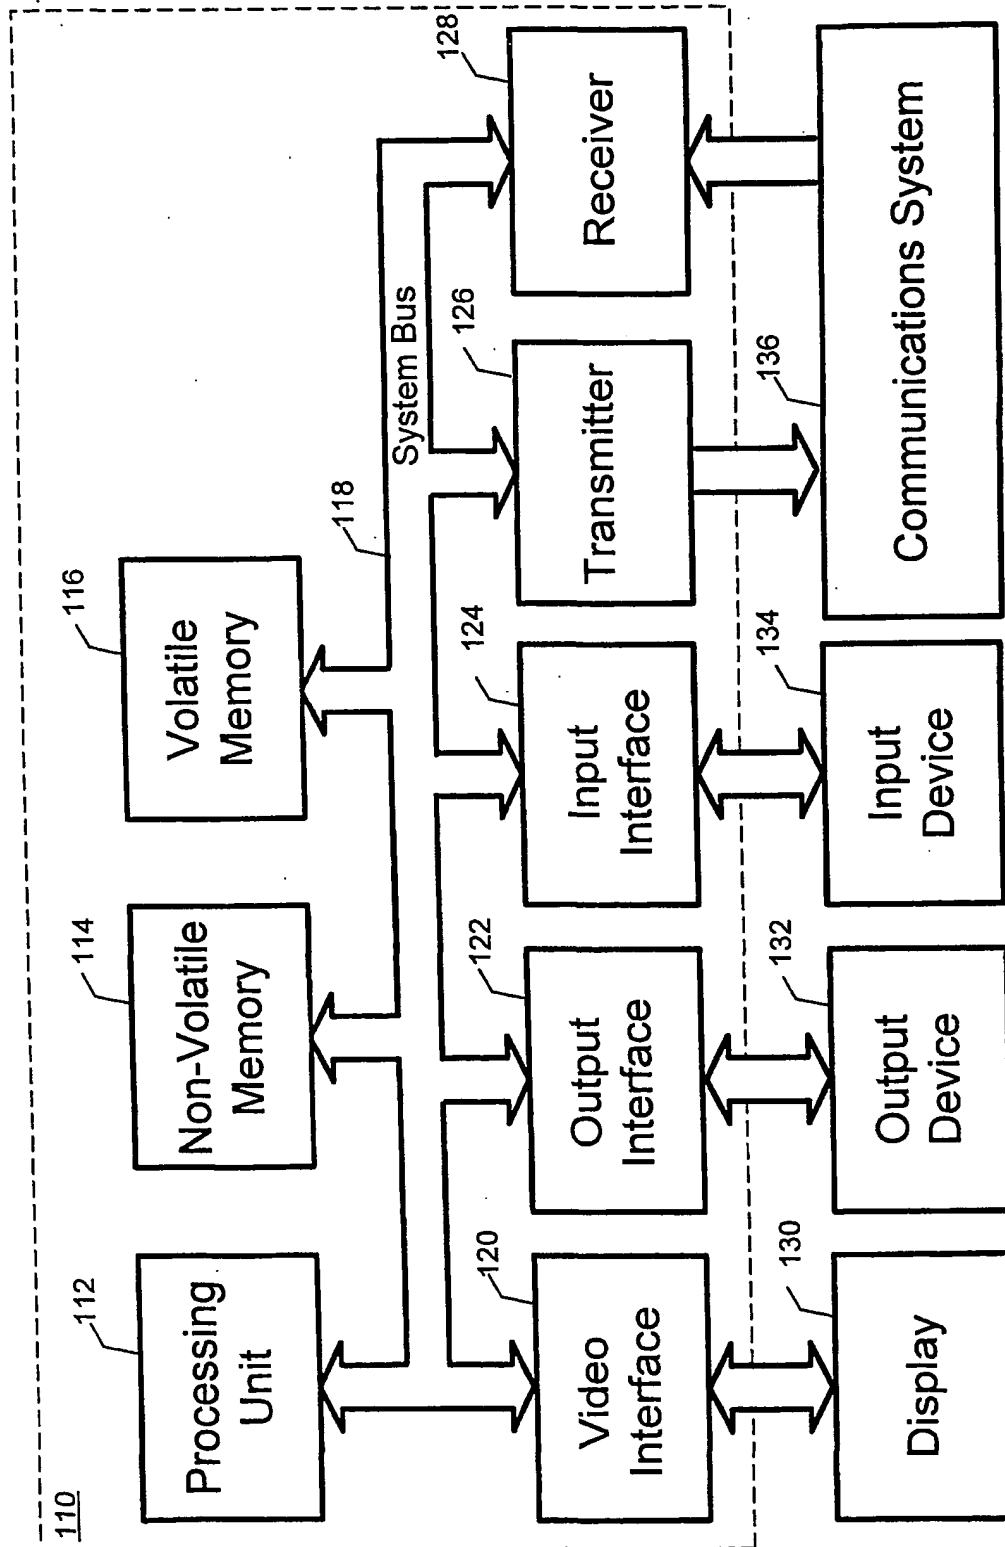 110
112
Processing
Unit
114
Non-Volatile
Memory
116
Volatile
Memory
118
System Bus
120
Video
Interface
122
Output
Interface
124
Input
Interface
126
Transmitter
128
Receiver
130
Display
132
Output
Device
134
Input
Device
136
Communications System